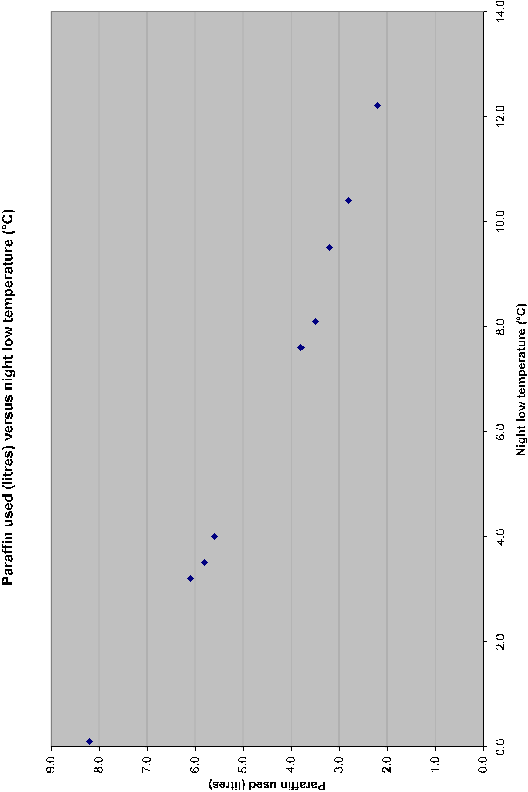 Paraffin used (litres) versus night low temperature (°C)
Paraffin used (litres)
9.0
8.0
7.0
6.0
5.0
4.0
3.0
2.0
1.0
0.0
0.0 2.0 4.0 6.0 8.0 10.0 12.0 14.0
Night low temperature (°C)